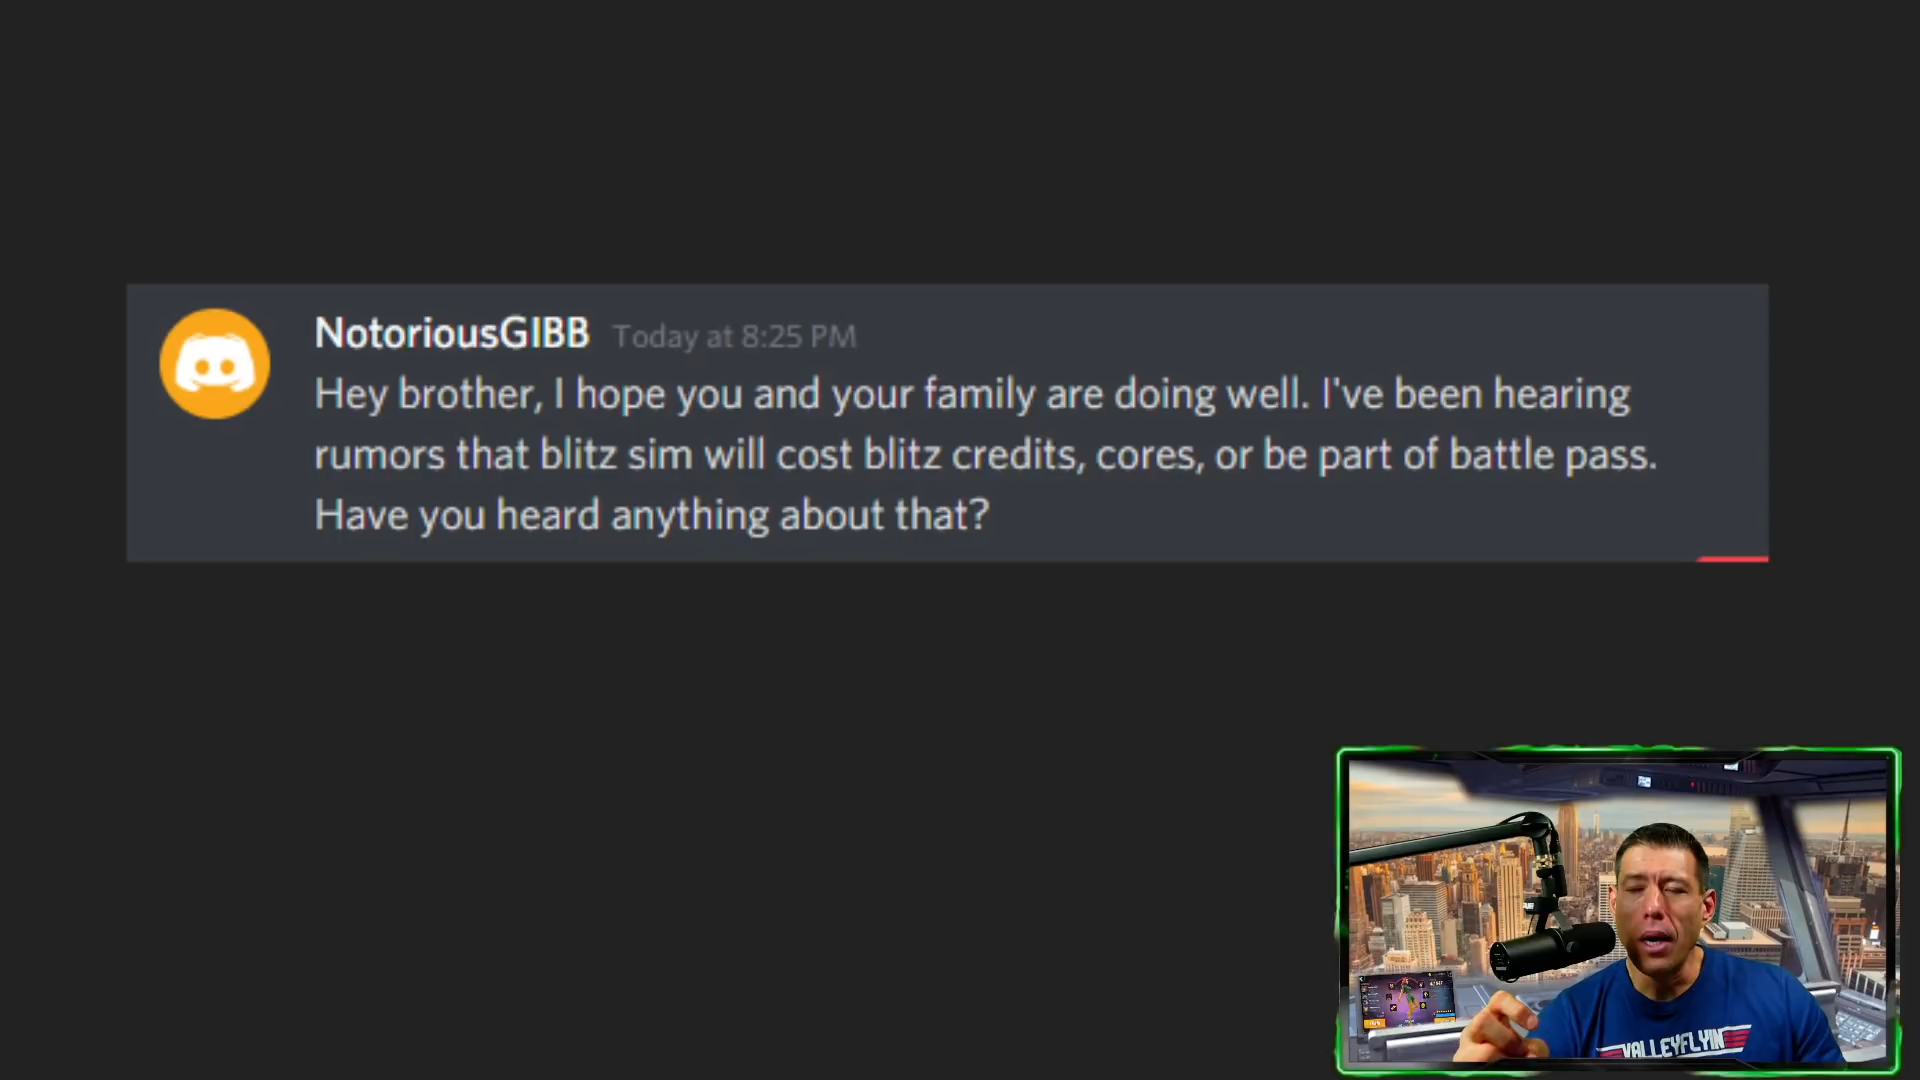 NotoriousGIBB Today at 8:25 PM
Hey brother, I hope you and your family are doing well. I've been hearing
rumors that blitz sim will cost blitz credits, cores, or be part of battle pass.
Have you heard anything about that?
VALLEYFLYIN